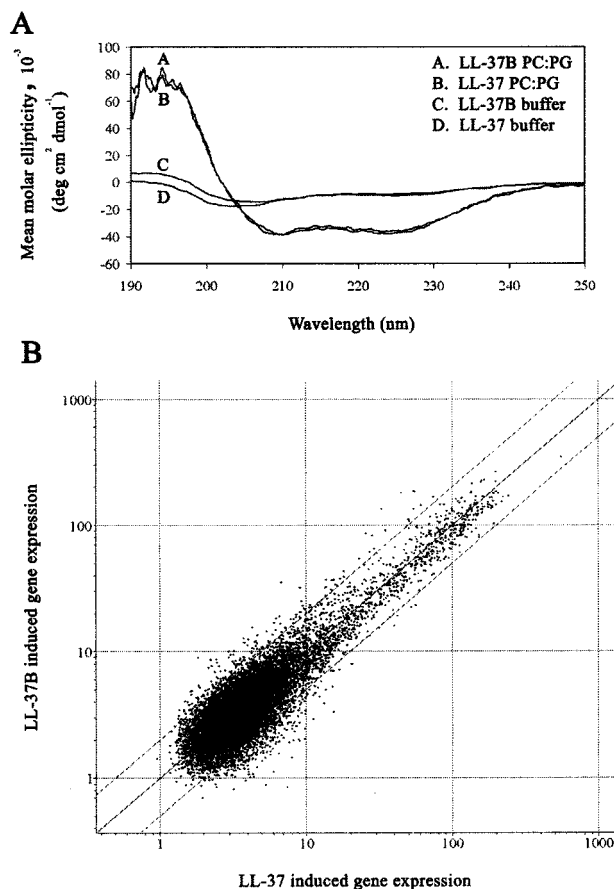 A
Mean molar ellipticity, 10⁻³
(deg cm² dmol⁻¹)
100
80
60
40
20
0
-20
-40
-60
A
B
C
D
A. LL-37B PC:PG
B. LL-37 PC:PG
C. LL-37B buffer
D. LL-37 buffer
190 200 210 220 230 240 250
Wavelength (nm)
B
LL-37B induced gene expression
1000
100
10
1
1 10 100 1000
LL-37 induced gene expression